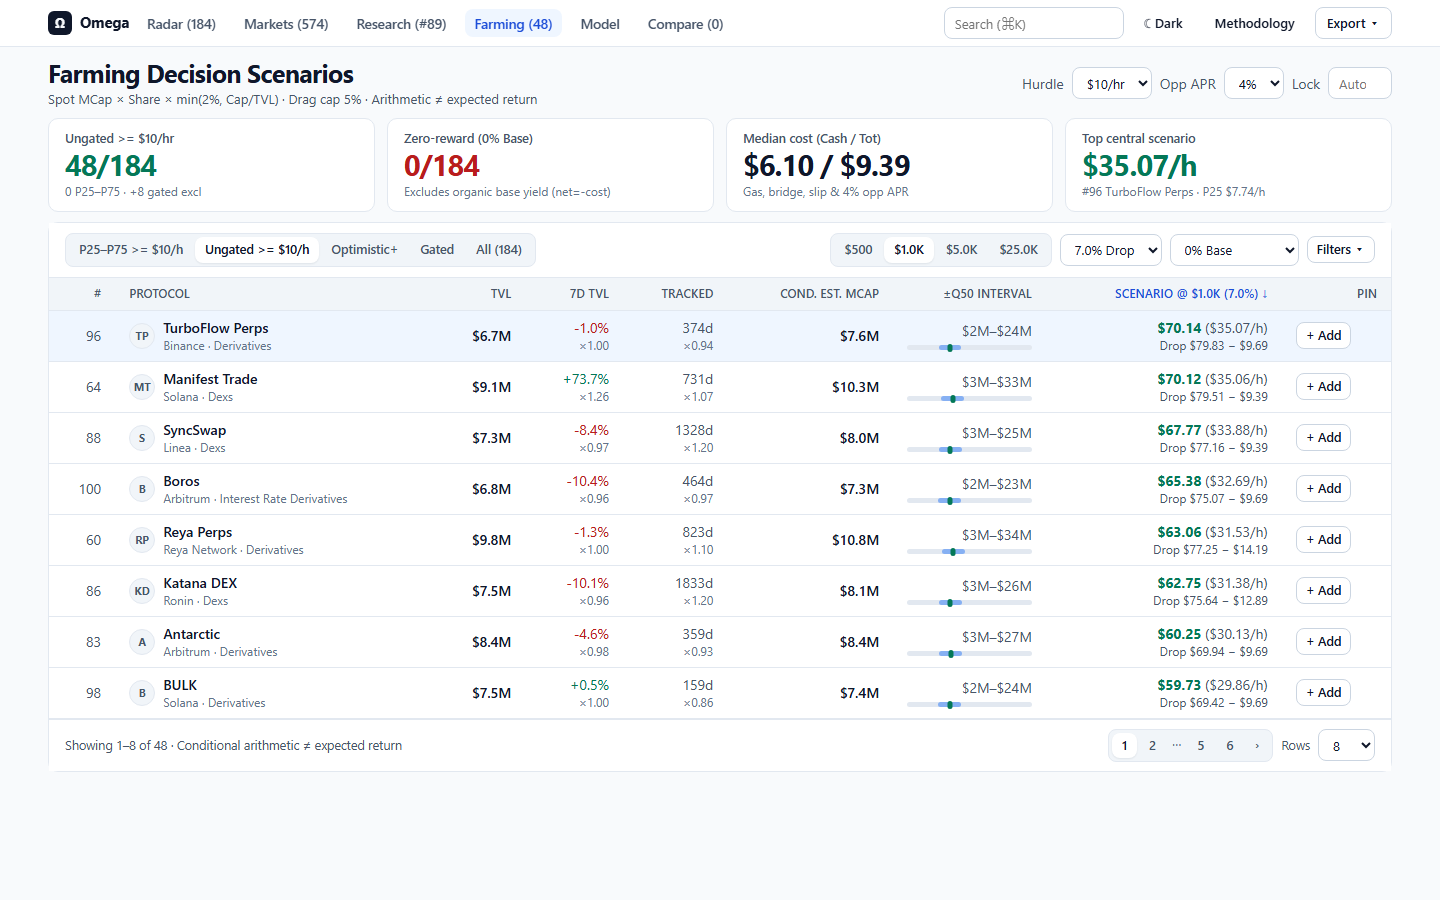 Ω Omega Radar (184) Markets (574) Research (#89) Farming (48) Model Compare (0) Search (⌘K) ☾ Dark Methodology Export ▾
Farming Decision Scenarios
Spot MCap × Share × min(2%, Cap/TVL) · Drag cap 5% · Arithmetic ≠ expected return
Hurdle $10/hr Opp APR 4% Lock Auto
Ungated >= $10/hr
48/184
0 P25–P75 · +8 gated excl
Zero-reward (0% Base)
0/184
Excludes organic base yield (net=-cost)
Median cost (Cash / Tot)
$6.10 / $9.39
Gas, bridge, slip & 4% opp APR
Top central scenario
$35.07/h
#96 TurboFlow Perps · P25 $7.74/h
P25–P75 >= $10/h Ungated >= $10/h Optimistic+ Gated All (184) $500 $1.0K $5.0K $25.0K 7.0% Drop 0% Base Filters ▾
# PROTOCOL TVL 7D TVL TRACKED COND. EST. MCAP ±Q50 INTERVAL SCENARIO @ $1.0K (7.0%) ↓ PIN
96 TP TurboFlow Perps $6.7M -1.0% 374d $7.6M $2M–$24M $70.14 ($35.07/h) + Add
Binance · Derivatives ×1.00 ×0.94 Drop $79.83 − $9.69
64 MT Manifest Trade $9.1M +73.7% 731d $10.3M $3M–$33M $70.12 ($35.06/h) + Add
Solana · Dexs ×1.26 ×1.07 Drop $79.51 − $9.39
88 S SyncSwap $7.3M -8.4% 1328d $8.0M $3M–$25M $67.77 ($33.88/h) + Add
Linea · Dexs ×0.97 ×1.20 Drop $77.16 − $9.39
100 B Boros $6.8M -10.4% 464d $7.3M $2M–$23M $65.38 ($32.69/h) + Add
Arbitrum · Interest Rate Derivatives ×0.96 ×0.97 Drop $75.07 − $9.69
60 RP Reya Perps $9.8M -1.3% 823d $10.8M $3M–$34M $63.06 ($31.53/h) + Add
Reya Network · Derivatives ×1.00 ×1.10 Drop $77.25 − $14.19
86 KD Katana DEX $7.5M -10.1% 1833d $8.1M $3M–$26M $62.75 ($31.38/h) + Add
Ronin · Dexs ×0.96 ×1.20 Drop $75.64 − $12.89
83 A Antarctic $8.4M -4.6% 359d $8.4M $3M–$27M $60.25 ($30.13/h) + Add
Arbitrum · Derivatives ×0.98 ×0.93 Drop $69.94 − $9.69
98 B BULK $7.5M +0.5% 159d $7.4M $2M–$24M $59.73 ($29.86/h) + Add
Solana · Derivatives ×1.00 ×0.86 Drop $69.42 − $9.69
Showing 1–8 of 48 · Conditional arithmetic ≠ expected return 1 2 ··· 5 6 › Rows 8